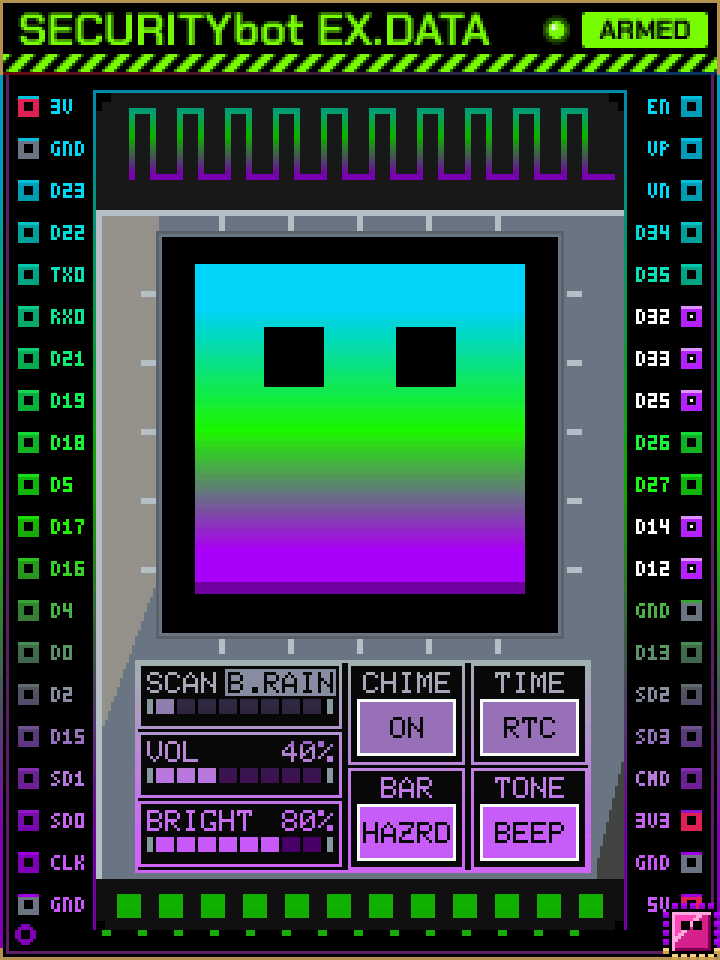 SECURITYbot EX.DATA ARMED
3V EN
GND VP
D23 VN
D22 D34
TX0 D35
RX0 D32
D21 D33
D19 D25
D18 D26
D5 D27
D17 D14
D16 D12
D4 GND
D0 D13
D2 SD2
D15 SD3
SD1 CMD
SD0 3V3
CLK GND
GND 5V
SCAN B.RAIN CHIME TIME
ON RTC
VOL 40%
BAR TONE
BRIGHT 80% HAZRD BEEP